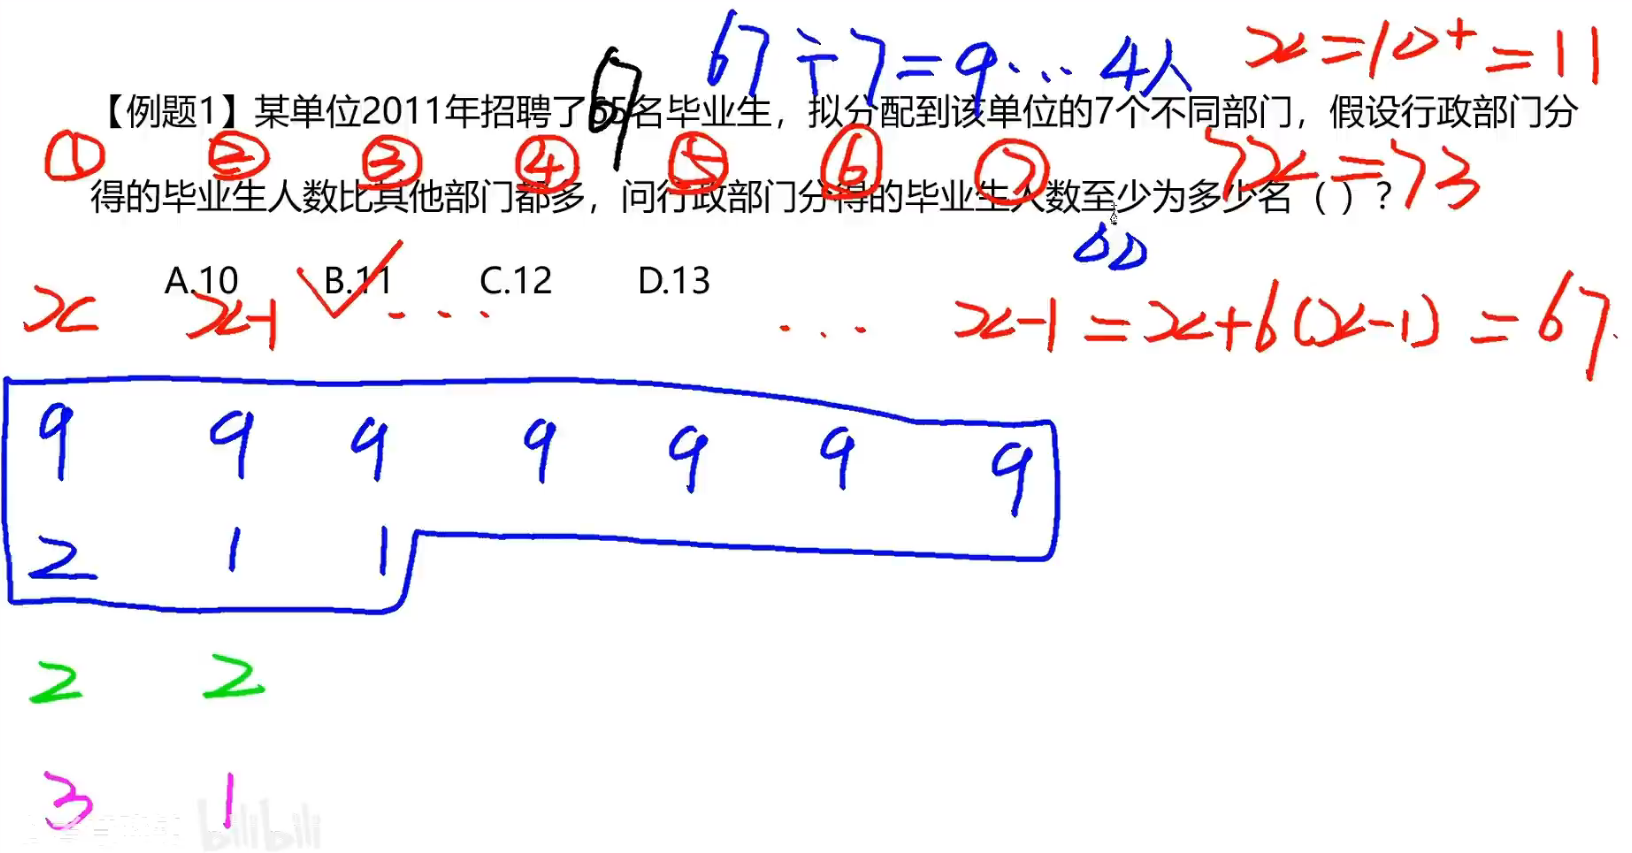 67÷7=9…4人
x=10⁺=11
67
【例题1】某单位2011年招聘了65名毕业生，拟分配到该单位的7个不同部门，假设行政部门分
① ② ③ ④ ⑤ ⑥ ⑦ 7x=73
得的毕业生人数比其他部门都多，问行政部门分得的毕业生人数至少为多少名（）？
A.10 B.11 C.12 D.13
x x-1 … … x-1=x+6(x-1)=67.
9 9 9 9 9 9 9
2 1 1
2 2
3 1
bilibili